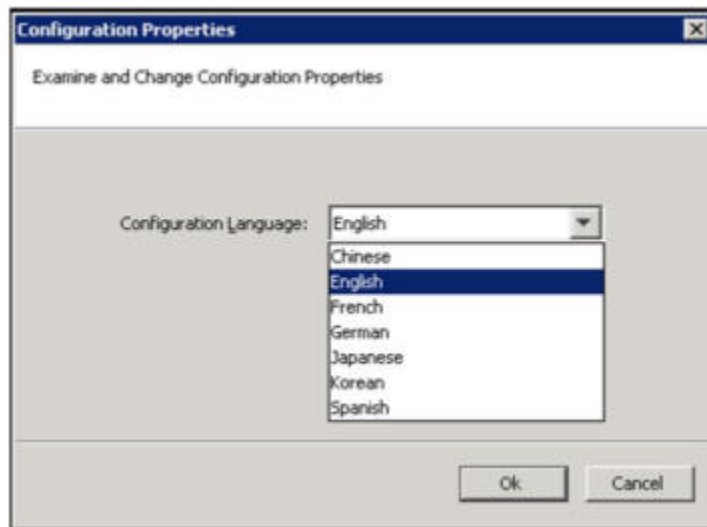 Configuration Properties
Examine and Change Configuration Properties
Configuration Language: English
Chinese
English
French
German
Japanese
Korean
Spanish
Ok Cancel